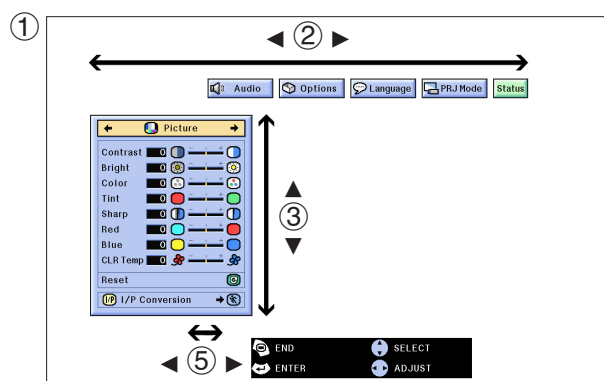 ①
◄ ② ►
Audio Options Language PRJ Mode Status
Picture
Contrast 0
Bright 0
Color 0
Tint 0
Sharp 0
Red 0
Blue 0
CLR Temp 0
Reset
I/P I/P Conversion
▲
③
▼
◄ ⑤ ►
END SELECT
ENTER ADJUST